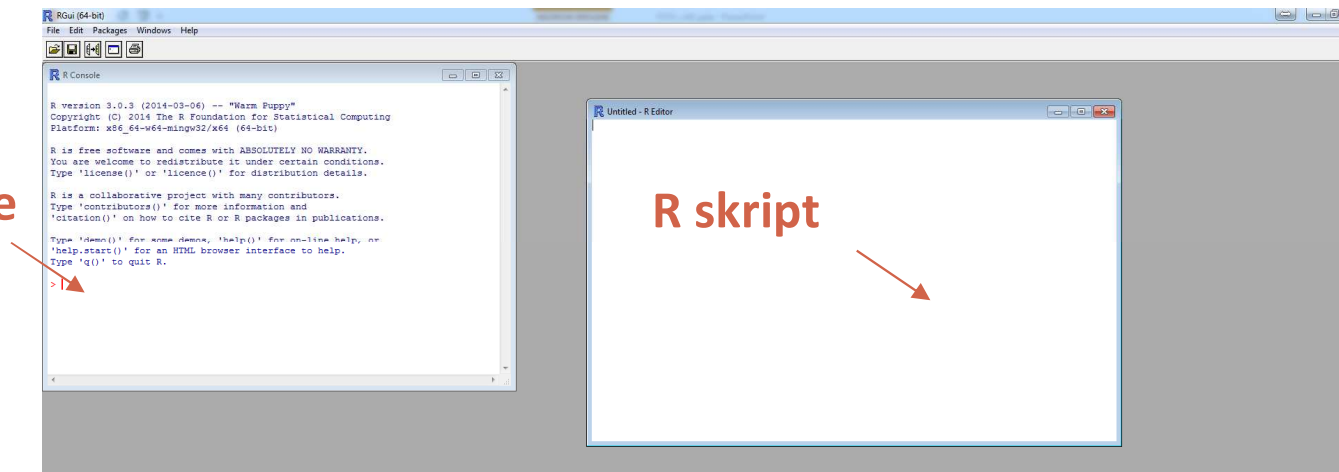 RGui (64-bit)
File Edit Packages Windows Help
R Console
R version 3.0.3 (2014-03-06) -- "Warm Puppy"
Copyright (C) 2014 The R Foundation for Statistical Computing
Platform: x86_64-w64-mingw32/x64 (64-bit)
R is free software and comes with ABSOLUTELY NO WARRANTY.
You are welcome to redistribute it under certain conditions.
Type 'license()' or 'licence()' for distribution details.
R is a collaborative project with many contributors.
Type 'contributors()' for more information and
'citation()' on how to cite R or R packages in publications.
Type 'demo()' for some demos, 'help()' for on-line help, or
'help.start()' for an HTML browser interface to help.
Type 'q()' to quit R.
>
e
Untitled - R Editor
R skript